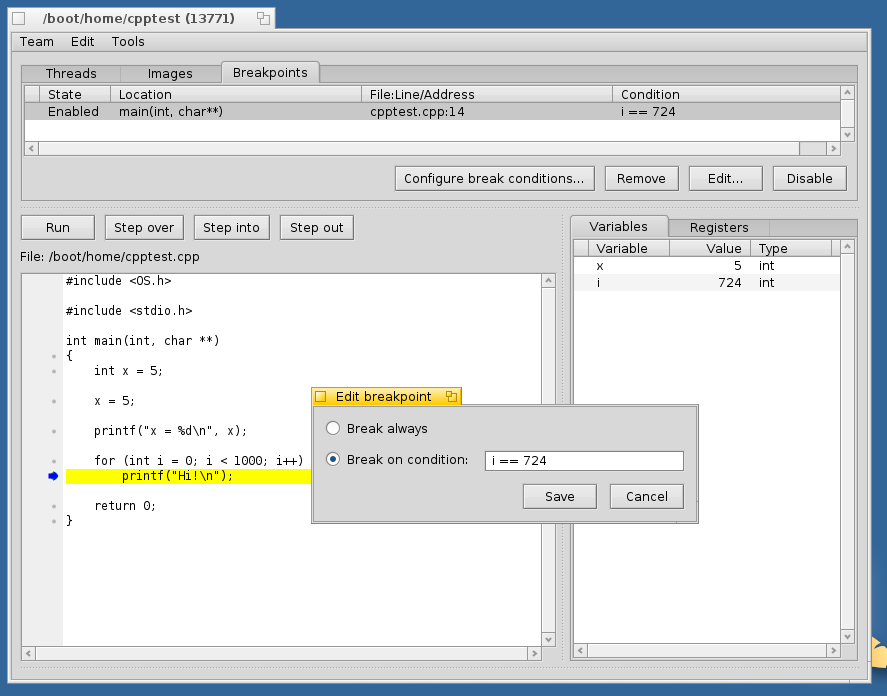 /boot/home/cpptest (13771)
Team Edit Tools
Threads Images Breakpoints
State Location File:Line/Address Condition
Enabled main(int, char**) cpptest.cpp:14 i == 724
Configure break conditions... Remove Edit... Disable
Run Step over Step into Step out
File: /boot/home/cpptest.cpp
#include <OS.h>
#include <stdio.h>
int main(int, char **)
{
int x = 5;
x = 5;
printf("x = %d\n", x);
for (int i = 0; i < 1000; i++)
printf("Hi!\n");
return 0;
}
Variables Registers
Variable Value Type
x 5 int
i 724 int
Edit breakpoint
Break always
Break on condition: i == 724
Save Cancel